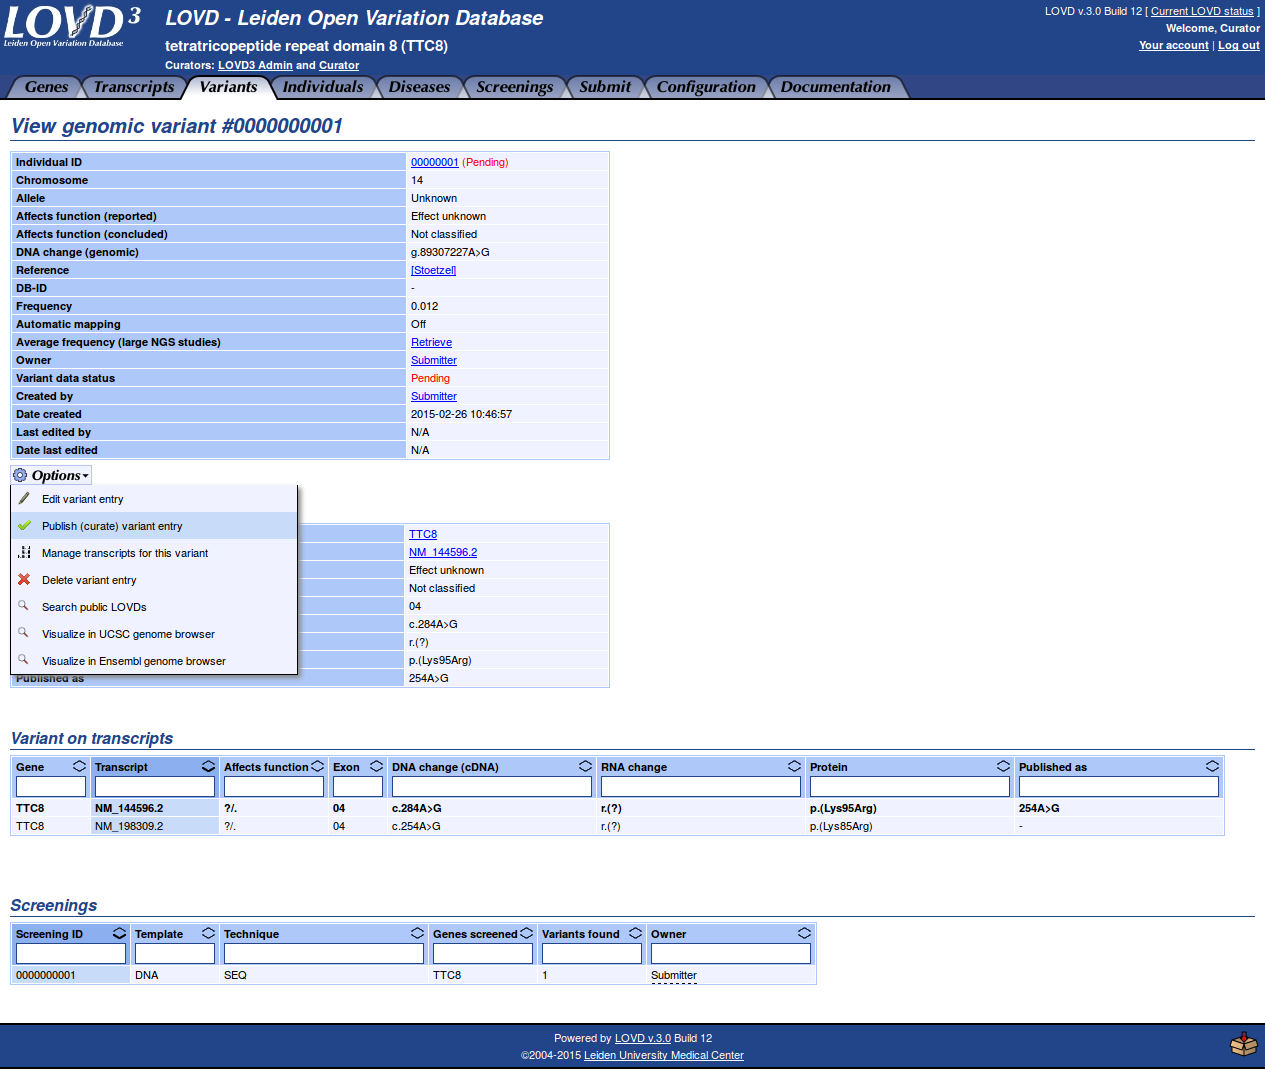 LOVD 3
Leiden Open Variation Database
LOVD - Leiden Open Variation Database
tetratricopeptide repeat domain 8 (TTC8)
Curators: LOVD3 Admin and Curator
LOVD v.3.0 Build 12 [ Current LOVD status ]
Welcome, Curator
Your account | Log out
Genes Transcripts Variants Individuals Diseases Screenings Submit Configuration Documentation
View genomic variant #0000000001
Individual ID 00000001 (Pending)
Chromosome 14
Allele Unknown
Affects function (reported) Effect unknown
Affects function (concluded) Not classified
DNA change (genomic) g.89307227A>G
Reference [Stoetzel]
DB-ID -
Frequency 0.012
Automatic mapping Off
Average frequency (large NGS studies) Retrieve
Owner Submitter
Variant data status Pending
Created by Submitter
Date created 2015-02-26 10:46:57
Last edited by N/A
Date last edited N/A
Options
Edit variant entry
Publish (curate) variant entry
Manage transcripts for this variant
Delete variant entry
Search public LOVDs
Visualize in UCSC genome browser
Visualize in Ensembl genome browser
TTC8
NM_144596.2
Effect unknown
Not classified
04
c.284A>G
r.(?)
p.(Lys95Arg)
Published as 254A>G
Variant on transcripts
Gene Transcript Affects function Exon DNA change (cDNA) RNA change Protein Published as
TTC8 NM_144596.2 ?/. 04 c.284A>G r.(?) p.(Lys95Arg) 254A>G
TTC8 NM_198309.2 ?/. 04 c.254A>G r.(?) p.(Lys85Arg) -
Screenings
Screening ID Template Technique Genes screened Variants found Owner
0000000001 DNA SEQ TTC8 1 Submitter
Powered by LOVD v.3.0 Build 12
©2004-2015 Leiden University Medical Center